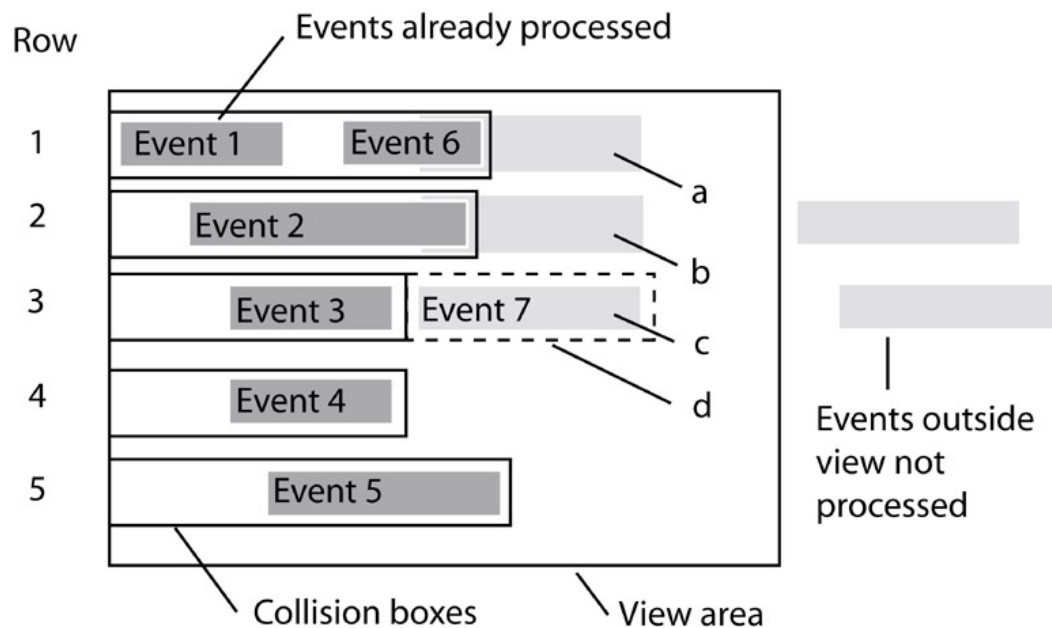 Row
Events already processed
1
Event 1
Event 6
a
2
Event 2
b
3
Event 3
Event 7
c
d
4
Event 4
5
Event 5
Events outside
view not
processed
Collision boxes
View area